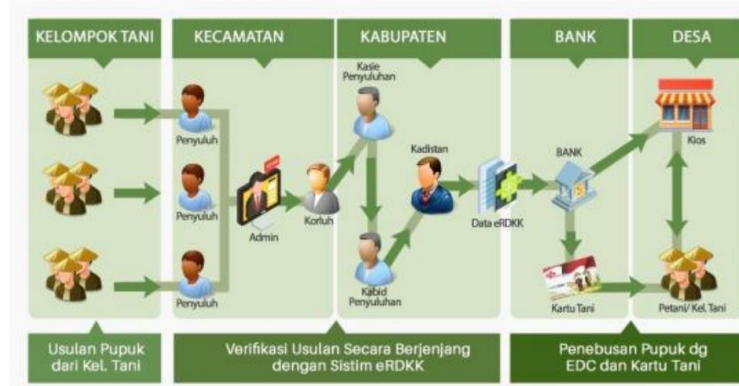 KELOMPOK TANI
KECAMATAN
KABUPATEN
BANK
DESA
Penyuluh
Penyuluh
Penyuluh
Admin
Korluh
Kasie
Penyuluhan
Kabid
Penyuluhan
Kadistan
Data eRDKK
BANK
Kartu Tani
Kios
Petani/ Kel. Tani
Usulan Pupuk
dari Kel. Tani
Verifikasi Usulan Secara Berjenjang
dengan Sistim eRDKK
Penebusan Pupuk dg
EDC dan Kartu Tani